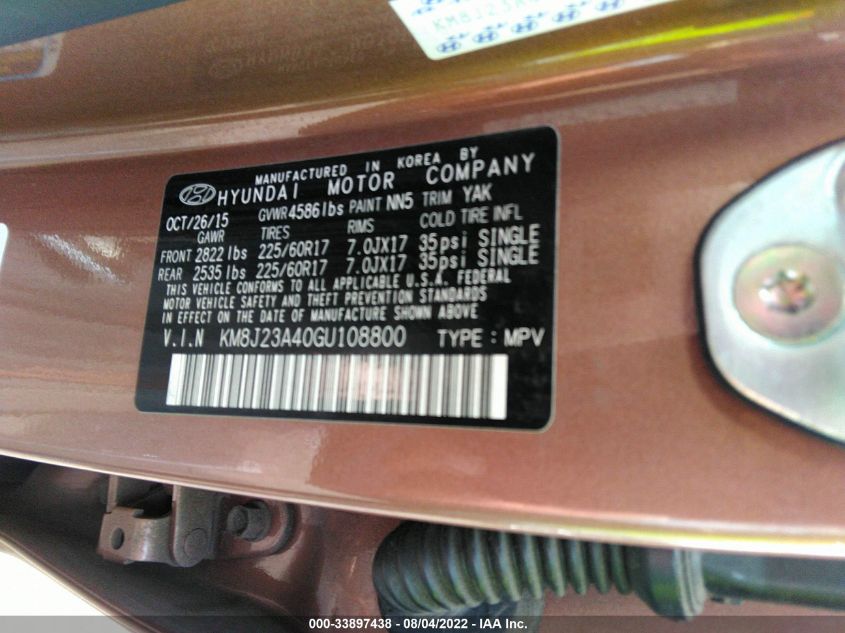 KM8J23A
MANUFACTURED IN KOREA BY
HYUNDAI MOTOR COMPANY
OCT/26/15 GVWR 4586 lbs PAINT NN5 TRIM YAK
GAWR TIRES RIMS COLD TIRE INFL
FRONT 2822 lbs 225/60R17 7.0JX17 35psi SINGLE
REAR 2535 lbs 225/60R17 7.0JX17 35psi SINGLE
THIS VEHICLE CONFORMS TO ALL APPLICABLE U.S.A. FEDERAL
MOTOR VEHICLE SAFETY AND THEFT PREVENTION STANDARDS
IN EFFECT ON THE DATE OF MANUFACTURE SHOWN ABOVE
V.I.N KM8J23A40GU108800 TYPE : MPV
000-33897438 - 08/04/2022 - IAA Inc.